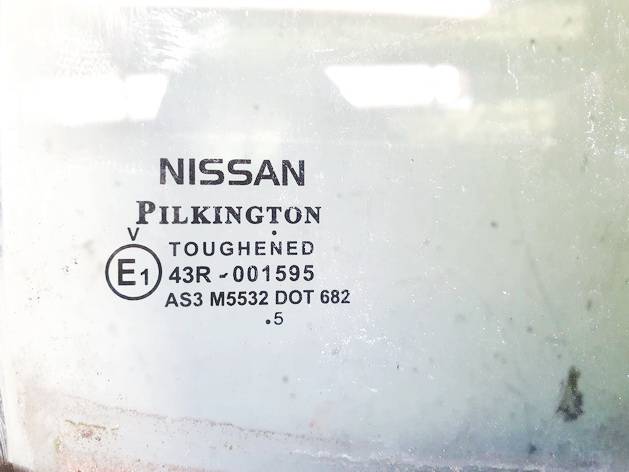 NISSAN
PILKINGTON
V .
TOUGHENED
E1 43R-001595
AS3 M5532 DOT 682
.5